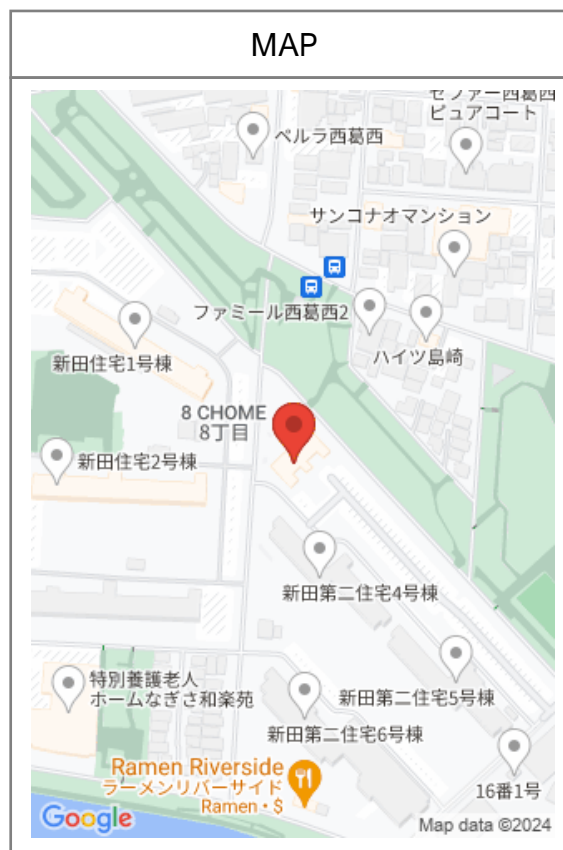 MAP
セファー西葛西
ピュアコート
ベルラ西葛西
サンコナオマンション
ファミール西葛西2
ハイツ島崎
新田住宅1号棟
8 CHOME
8丁目
新田住宅2号棟
新田第二住宅4号棟
特別養護老人
ホームなぎさ和楽苑
新田第二住宅5号棟
新田第二住宅6号棟
Ramen Riverside
ラーメンリバーサイド
Ramen・$
16番1号
Google
Map data ©2024